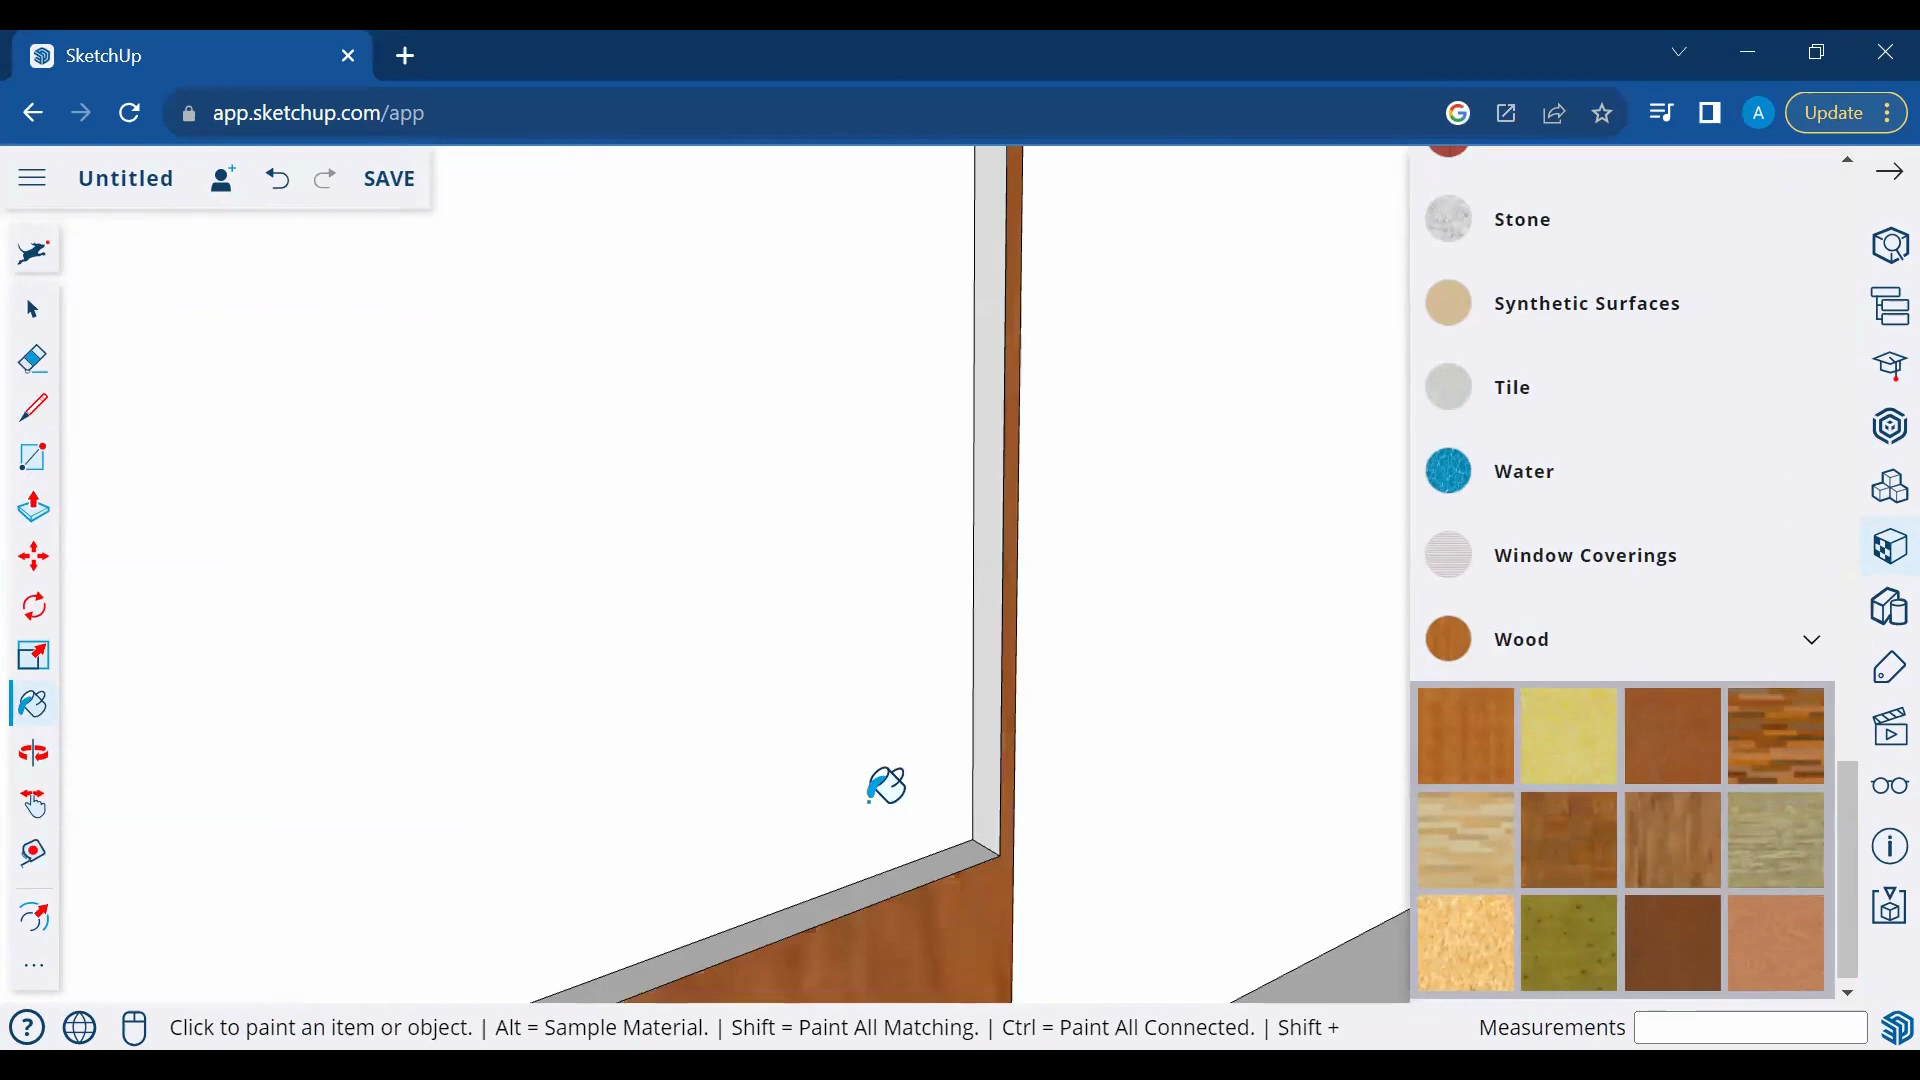 SketchUp
app.sketchup.com/app
A
Update
Untitled
SAVE
Stone
Synthetic Surfaces
Tile
Water
Window Coverings
Wood
Click to paint an item or object. | Alt = Sample Material. | Shift = Paint All Matching. | Ctrl = Paint All Connected. | Shift +
Measurements